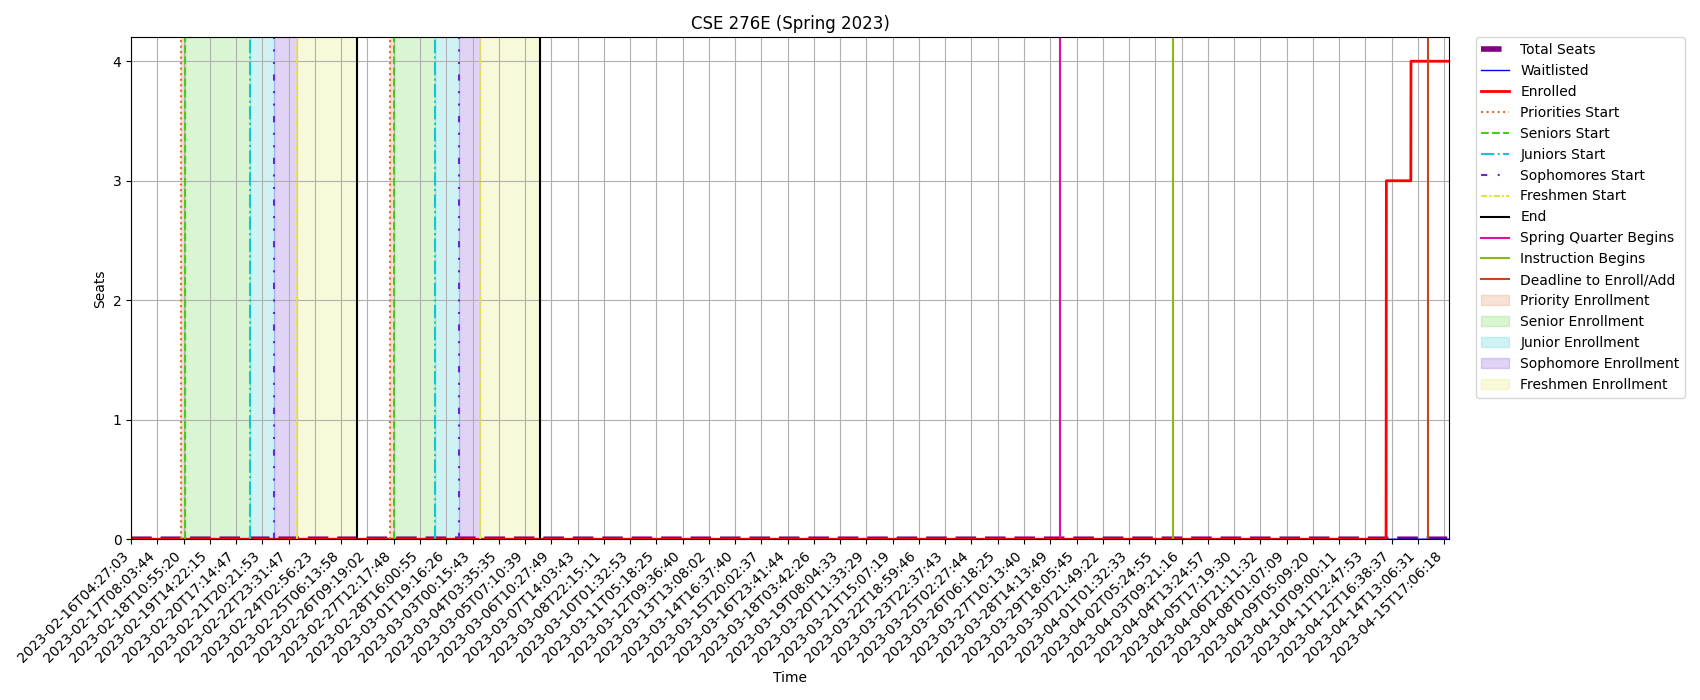 CSE 276E (Spring 2023)
Seats
4
3
2
1
0
2023-02-16T04:27:03
2023-02-17T08:03:44
2023-02-18T10:55:20
2023-02-19T14:22:15
2023-02-20T17:14:47
2023-02-21T20:21:53
2023-02-22T23:31:47
2023-02-24T02:56:23
2023-02-25T06:13:58
2023-02-26T09:19:02
2023-02-27T12:17:48
2023-02-28T16:00:55
2023-03-01T19:16:26
2023-03-03T00:15:43
2023-03-04T03:35:35
2023-03-05T07:10:39
2023-03-06T10:27:49
2023-03-07T14:03:43
2023-03-08T22:15:11
2023-03-10T01:32:53
2023-03-11T05:18:25
2023-03-12T09:36:40
2023-03-13T13:08:02
2023-03-14T16:37:40
2023-03-15T20:02:37
2023-03-16T23:41:44
2023-03-18T03:42:26
2023-03-19T08:04:33
2023-03-20T11:33:29
2023-03-21T15:07:19
2023-03-22T18:59:46
2023-03-23T22:37:43
2023-03-25T02:27:44
2023-03-26T06:18:25
2023-03-27T10:13:40
2023-03-28T14:13:49
2023-03-29T18:05:45
2023-03-30T21:49:22
2023-04-01T01:32:33
2023-04-02T05:24:55
2023-04-03T09:21:16
2023-04-04T13:24:57
2023-04-05T17:19:30
2023-04-06T21:11:32
2023-04-08T01:07:09
2023-04-09T05:09:20
2023-04-10T09:00:11
2023-04-11T12:47:53
2023-04-12T16:38:37
2023-04-14T13:06:31
2023-04-15T17:06:18
Time
Total Seats
Waitlisted
Enrolled
Priorities Start
Seniors Start
Juniors Start
Sophomores Start
Freshmen Start
End
Spring Quarter Begins
Instruction Begins
Deadline to Enroll/Add
Priority Enrollment
Senior Enrollment
Junior Enrollment
Sophomore Enrollment
Freshmen Enrollment